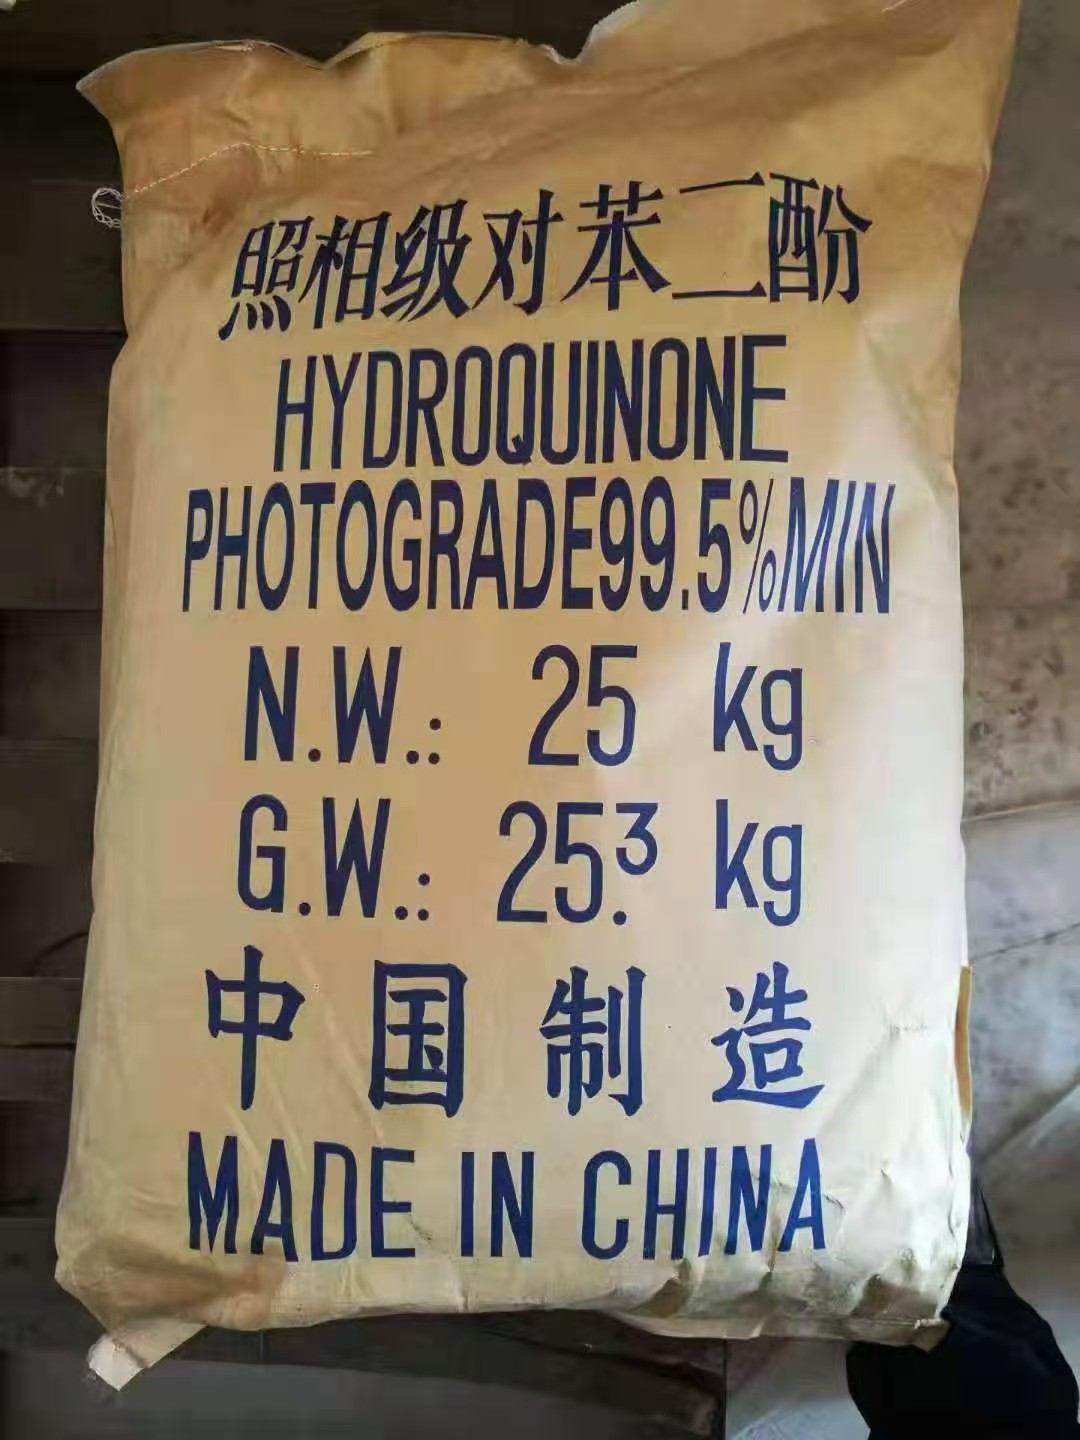 照相级对苯二酚
HYDROQUINONE
PHOTOGRADE99.5%MIN
N.W.: 25 kg
G.W.: 25.3 kg
中国制造
MADE IN CHINA